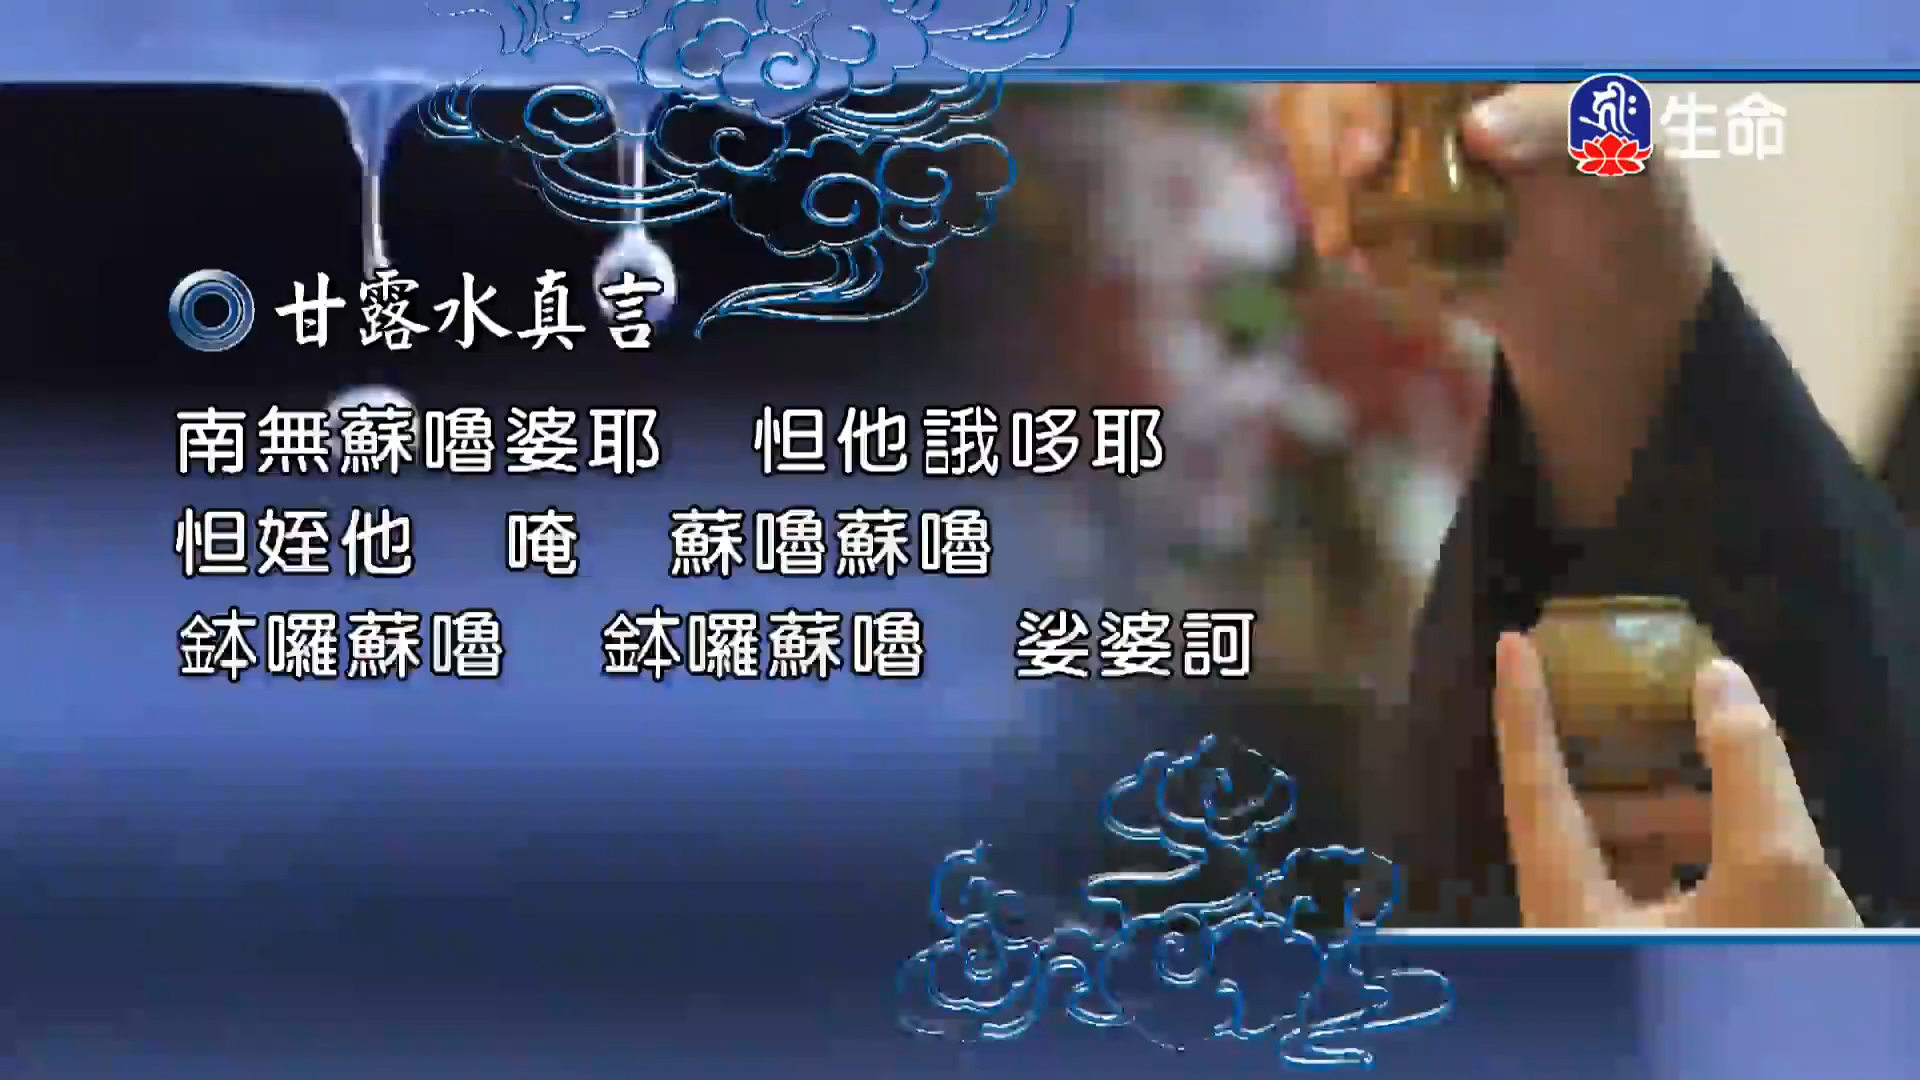 生命
甘露水真言
南無蘇嚕婆耶　怛他誐哆耶
怛姪他　唵　蘇嚕蘇嚕
鉢囉蘇嚕　鉢囉蘇嚕　娑婆訶